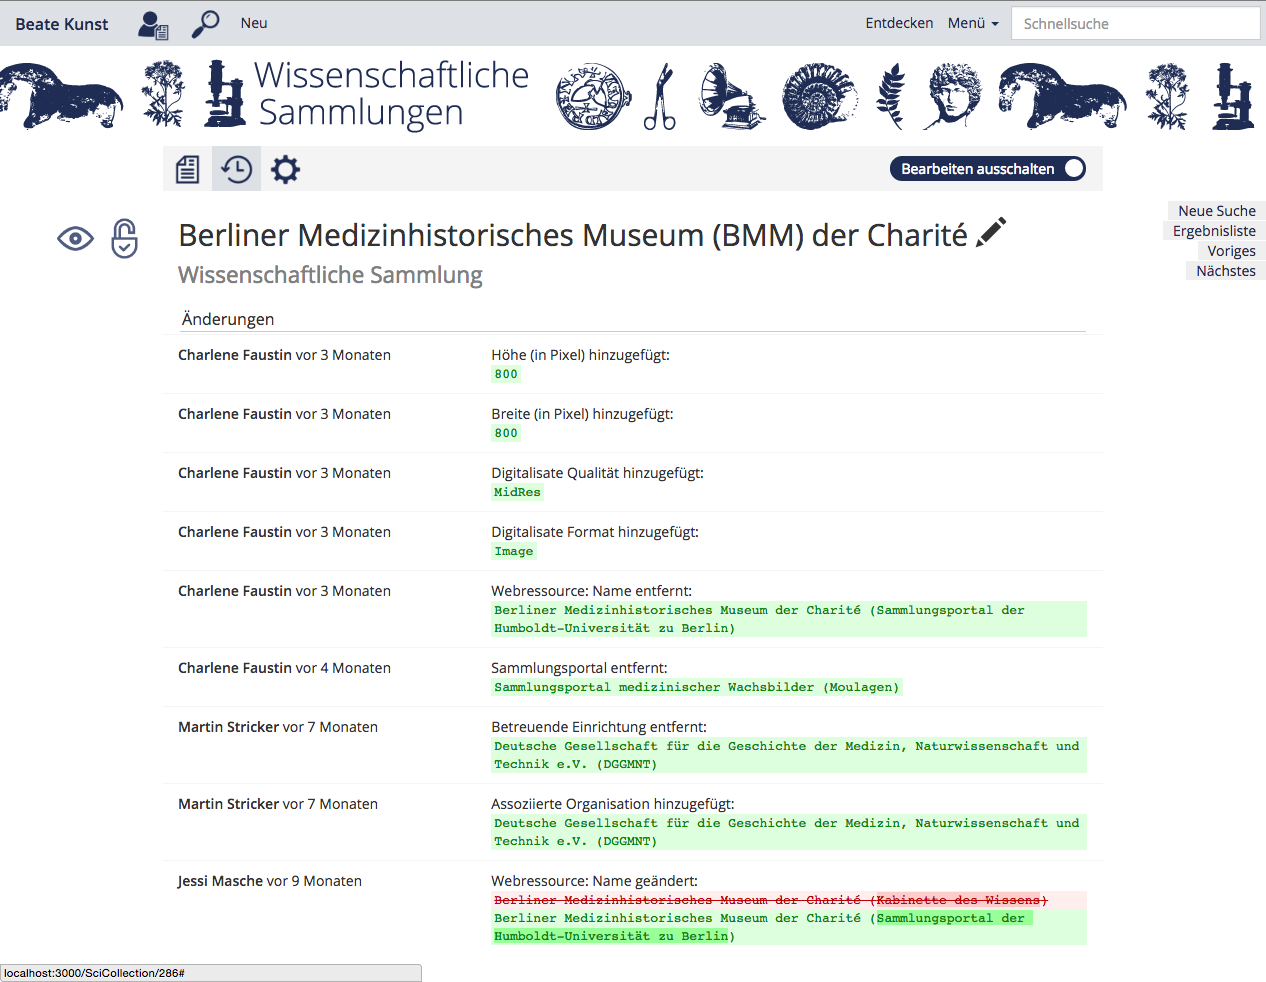 Beate Kunst
Neu
Entdecken
Menü
Schnellsuche
Wissenschaftliche
Sammlungen
Bearbeiten ausschalten
Neue Suche
Ergebnisliste
Voriges
Nächstes
Berliner Medizinhistorisches Museum (BMM) der Charité
Wissenschaftliche Sammlung
Änderungen
Charlene Faustin vor 3 Monaten
Höhe (in Pixel) hinzugefügt:
800
Charlene Faustin vor 3 Monaten
Breite (in Pixel) hinzugefügt:
800
Charlene Faustin vor 3 Monaten
Digitalisate Qualität hinzugefügt:
MidRes
Charlene Faustin vor 3 Monaten
Digitalisate Format hinzugefügt:
Image
Charlene Faustin vor 3 Monaten
Webressource: Name entfernt:
Berliner Medizinhistorisches Museum der Charité (Sammlungsportal der
Humboldt-Universität zu Berlin)
Charlene Faustin vor 4 Monaten
Sammlungsportal entfernt:
Sammlungsportal medizinischer Wachsbilder (Moulagen)
Martin Stricker vor 7 Monaten
Betreuende Einrichtung entfernt:
Deutsche Gesellschaft für die Geschichte der Medizin, Naturwissenschaft und
Technik e.V. (DGGMNT)
Martin Stricker vor 7 Monaten
Assoziierte Organisation hinzugefügt:
Deutsche Gesellschaft für die Geschichte der Medizin, Naturwissenschaft und
Technik e.V. (DGGMNT)
Jessi Masche vor 9 Monaten
Webressource: Name geändert:
Berliner Medizinhistorisches Museum der Charité (Kabinette des Wissens)
Berliner Medizinhistorisches Museum der Charité (Sammlungsportal der
Humboldt-Universität zu Berlin)
localhost:3000/SciCollection/286#